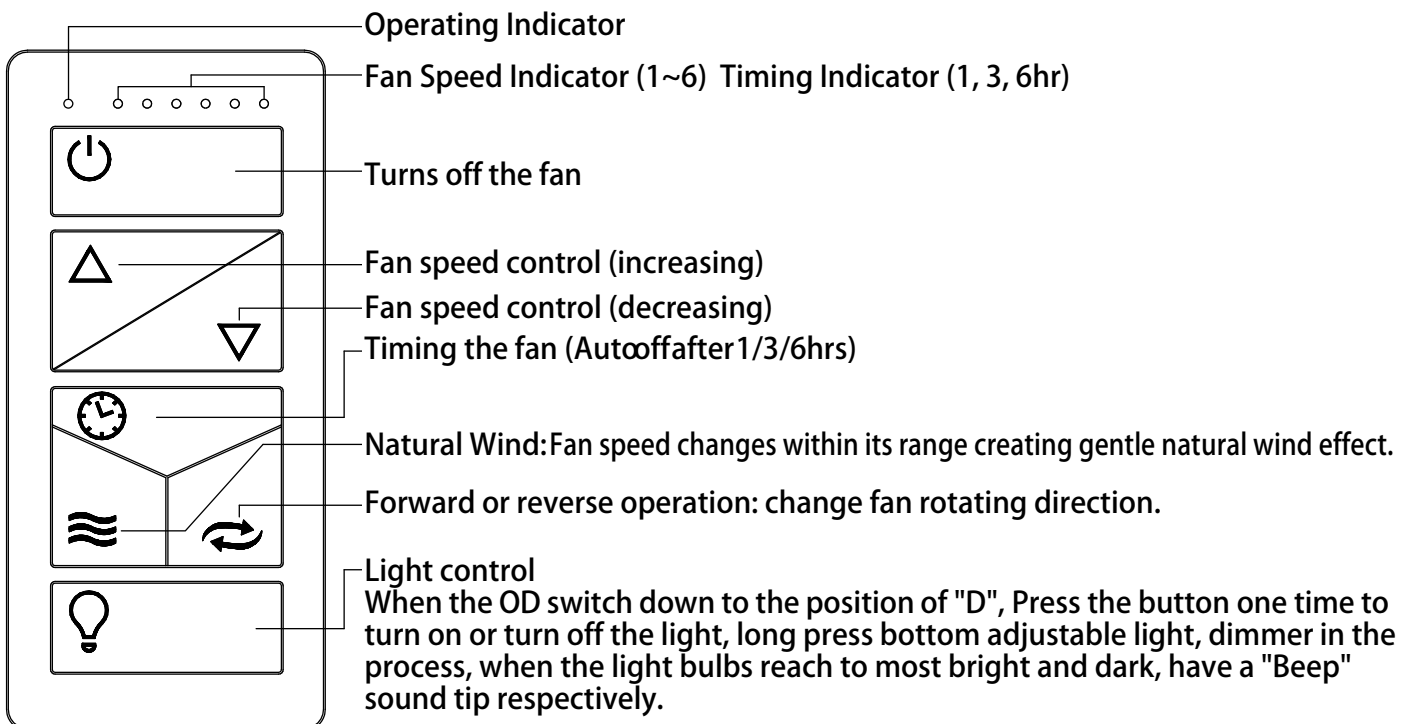 Operating Indicator
Fan Speed Indicator (1~6)  Timing Indicator (1, 3, 6hr)
Turns off the fan
Fan speed control (increasing)
Fan speed control (decreasing)
Timing the fan (Autooffafter1/3/6hrs)
Natural Wind:Fan speed changes within its range creating gentle natural wind effect.
Forward or reverse operation: change fan rotating direction.
Light control
When the OD switch down to the position of "D", Press the button one time to
turn on or turn off the light, long press bottom adjustable light, dimmer in the
process, when the light bulbs reach to most bright and dark, have a "Beep"
sound tip respectively.